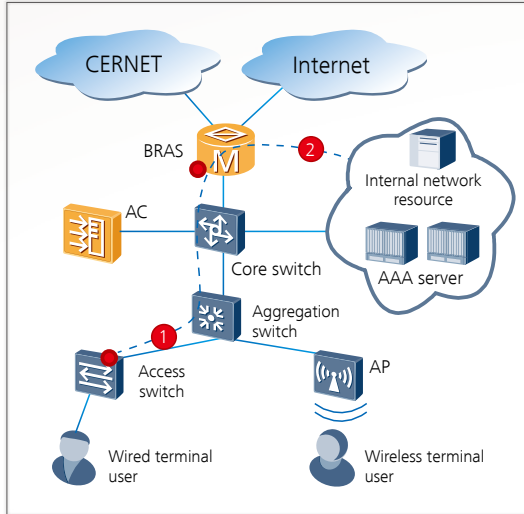 CERNET
Internet
BRAS
M
2
Internal network
resource
AC
Core switch
AAA server
Aggregation
switch
1
Access
switch
AP
Wired terminal
user
Wireless terminal
user